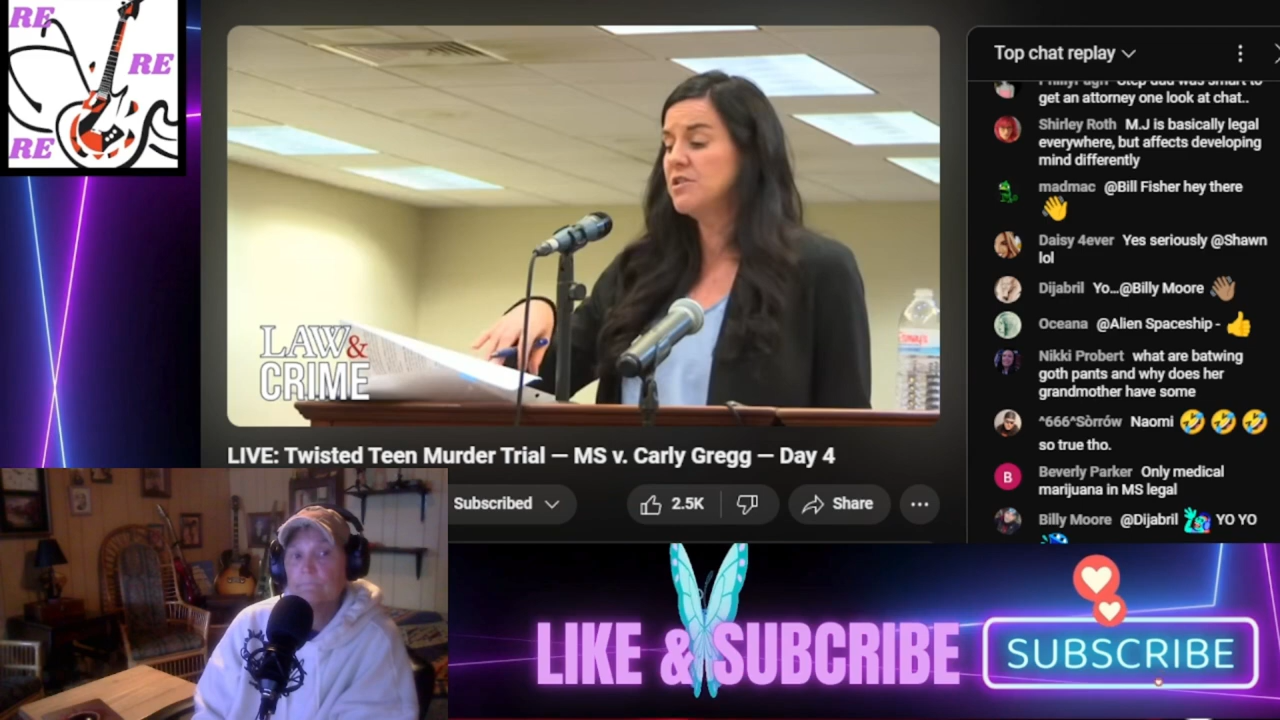 RE
RE
RE
LAW&
CRIME
LIVE: Twisted Teen Murder Trial — MS v. Carly Gregg — Day 4
Subscribed
2.5K
Share
Top chat replay
get an attorney one look at chat..
Shirley Roth M.J is basically legal
everywhere, but affects developing
mind differently
madmac @Bill Fisher hey there
Daisy 4ever Yes seriously @Shawn
lol
Dijabril Yo...@Billy Moore
Oceana @Alien Spaceship -
Nikki Probert what are batwing
goth pants and why does her
grandmother have some
^666^Sòrrów Naomi 🤣🤣🤣
so true tho.
B
Beverly Parker Only medical
marijuana in MS legal
Billy Moore @Dijabril YO YO
LIKE & SUBCRIBE
SUBSCRIBE